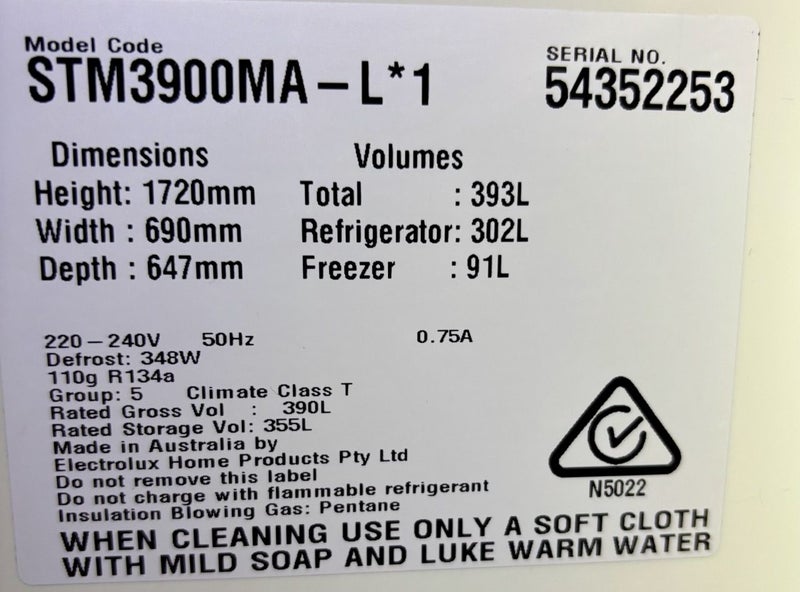 Model Code
STM3900MA – L*1
SERIAL NO.
54352253
Dimensions
Height: 1720mm
Width : 690mm
Depth : 647mm
Volumes
Total : 393L
Refrigerator: 302L
Freezer : 91L
220 – 240V 50Hz 0.75A
Defrost: 348W
110g R134a
Group: 5 Climate Class T
Rated Gross Vol : 390L
Rated Storage Vol: 355L
Made in Australia by
Electrolux Home Products Pty Ltd
Do not remove this label
Do not charge with flammable refrigerant
Insulation Blowing Gas: Pentane
N5022
WHEN CLEANING USE ONLY A SOFT CLOTH
WITH MILD SOAP AND LUKE WARM WATER